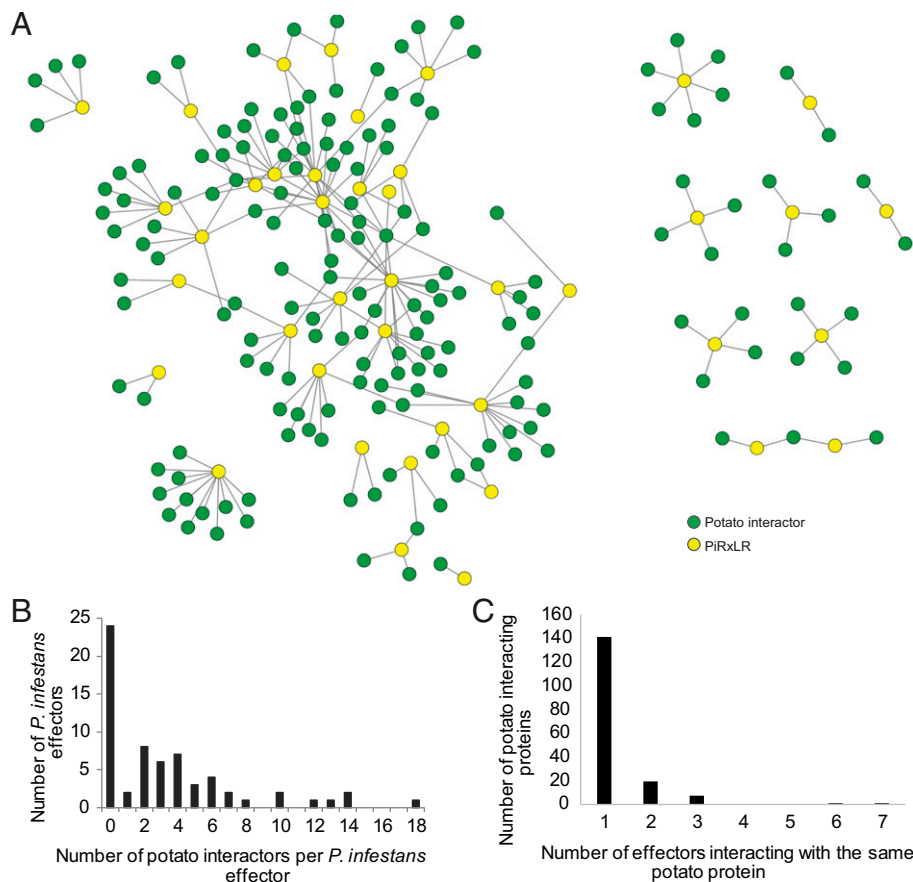 A
Potato interactor
PiRxLR
B
25
20
15
10
5
0
Number of P. infestans
effectors
0 2 4 6 8 10 12 14 16 18
Number of potato interactors per P. infestans
effector
C
160
140
120
100
80
60
40
20
0
Number of potato interacting
proteins
1 2 3 4 5 6 7
Number of effectors interacting with the same
potato protein